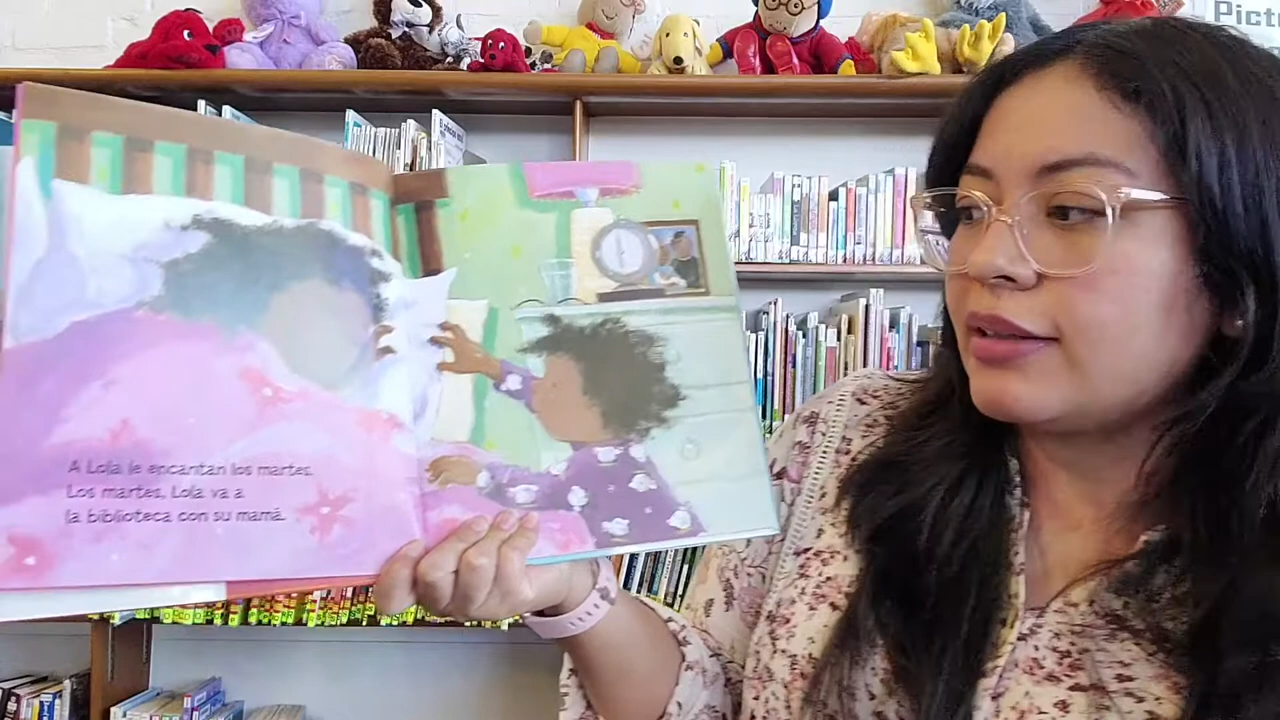 A Lola le encantan los martes.
Los martes, Lola va a
la biblioteca con su mamá.